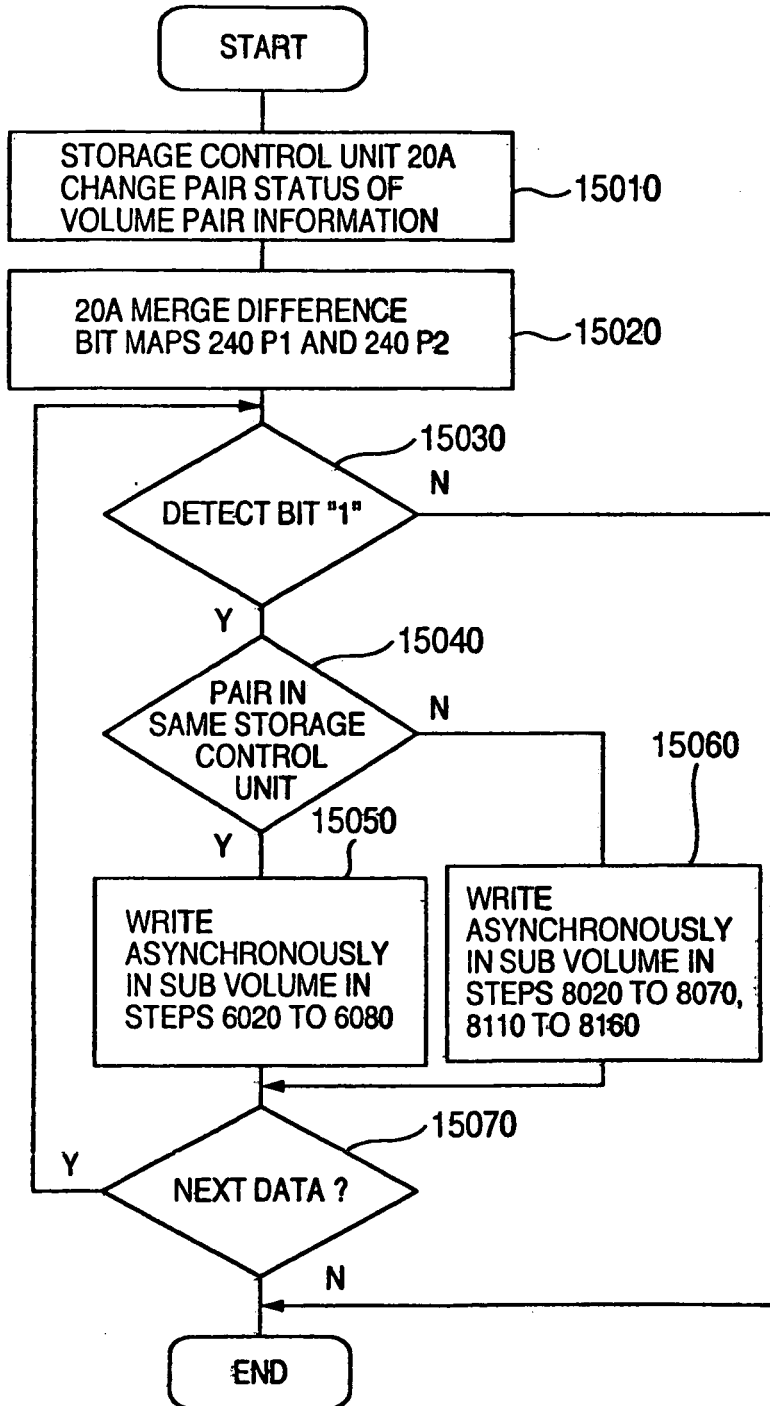 START
STORAGE CONTROL UNIT 20A
CHANGE PAIR STATUS OF
VOLUME PAIR INFORMATION
15010
20A MERGE DIFFERENCE
BIT MAPS 240 P1 AND 240 P2
15020
15030
DETECT BIT "1"
N
Y
15040
PAIR IN
SAME STORAGE
CONTROL
UNIT
N
Y
15050
15060
WRITE
ASYNCHRONOUSLY
IN SUB VOLUME IN
STEPS 6020 TO 6080
WRITE
ASYNCHRONOUSLY
IN SUB VOLUME IN
STEPS 8020 TO 8070,
8110 TO 8160
15070
Y
NEXT DATA ?
N
END